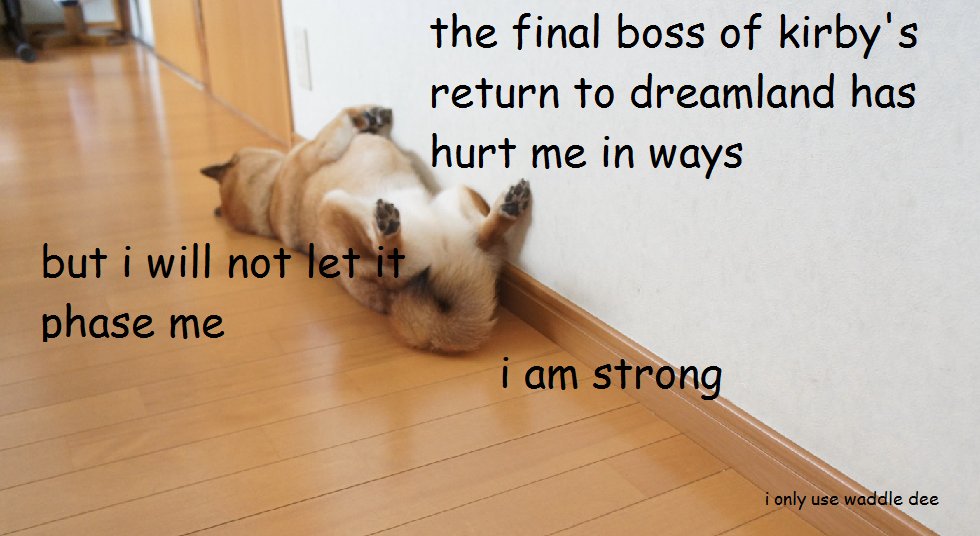 the final boss of kirby's
return to dreamland has
hurt me in ways
but i will not let it
phase me
i am strong
i only use waddle dee